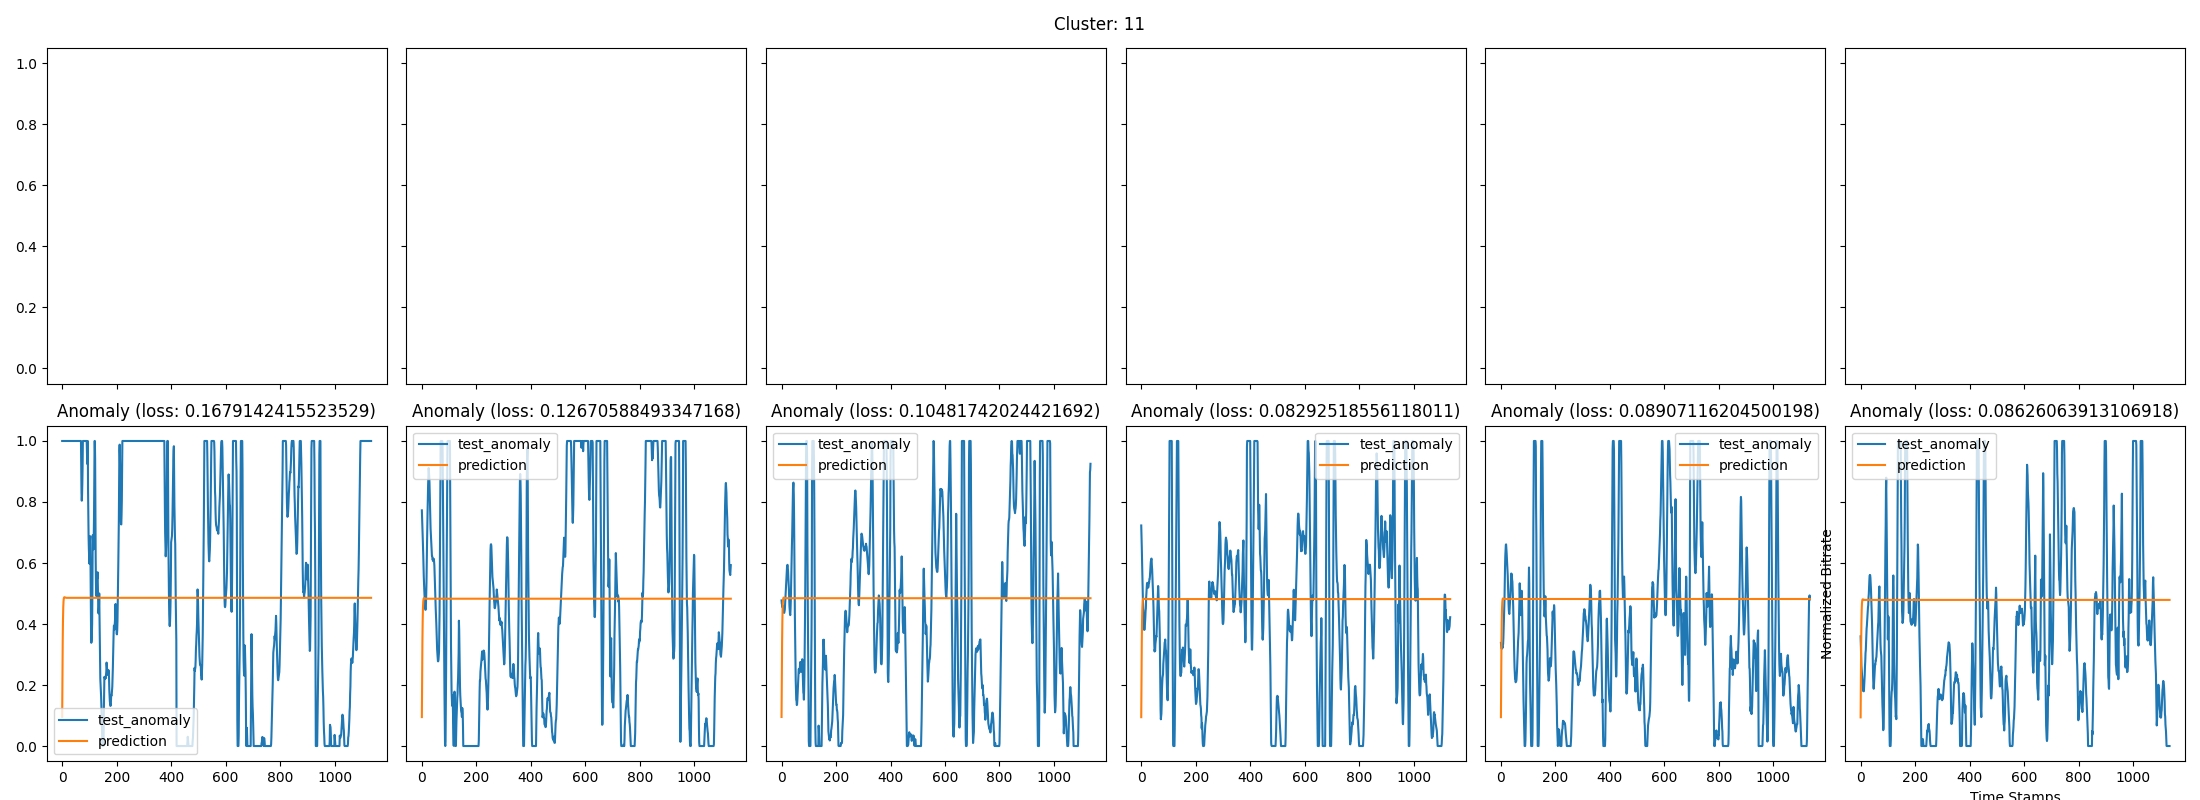 Cluster: 11
1.0
0.8
0.6
0.4
0.2
0.0
Anomaly (loss: 0.1679142415523529)
Anomaly (loss: 0.12670588493347168)
Anomaly (loss: 0.10481742024421692)
Anomaly (loss: 0.08292518556118011)
Anomaly (loss: 0.08907116204500198)
Anomaly (loss: 0.08626063913106918)
1.0
0.8
0.6
0.4
0.2
0.0
test_anomaly
prediction
test_anomaly
prediction
test_anomaly
prediction
test_anomaly
prediction
test_anomaly
prediction
test_anomaly
prediction
Normalized Bitrate
0 200 400 600 800 1000
0 200 400 600 800 1000
0 200 400 600 800 1000
0 200 400 600 800 1000
0 200 400 600 800 1000
0 200 400 600 800 1000
Time Stamps